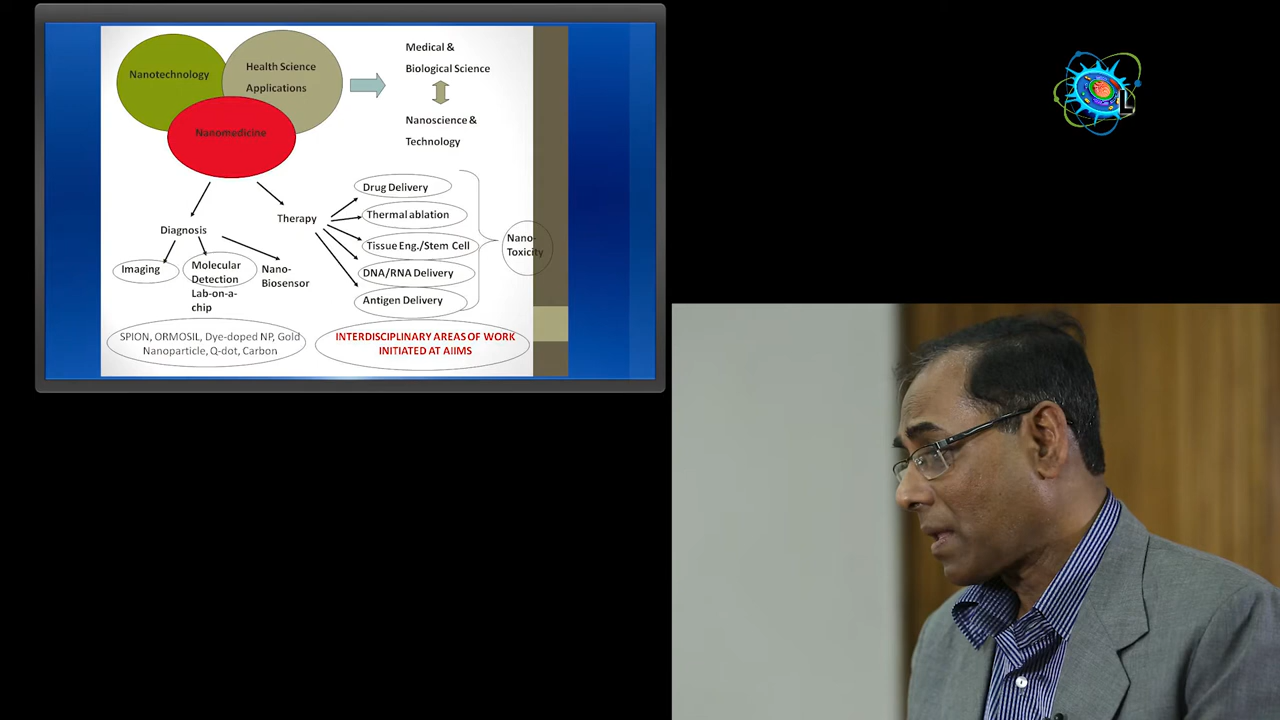 Nanotechnology
Health Science
Applications
Nanomedicine
Medical &
Biological Science
Nanoscience &
Technology
Diagnosis
Therapy
Imaging
Molecular
Detection
Lab-on-a-
chip
Nano-
Biosensor
Drug Delivery
Thermal ablation
Tissue Eng./Stem Cell
DNA/RNA Delivery
Antigen Delivery
Nano-
Toxicity
SPION, ORMOSIL, Dye-doped NP, Gold
Nanoparticle, Q-dot, Carbon
INTERDISCIPLINARY AREAS OF WORK
INITIATED AT AIIMS
L